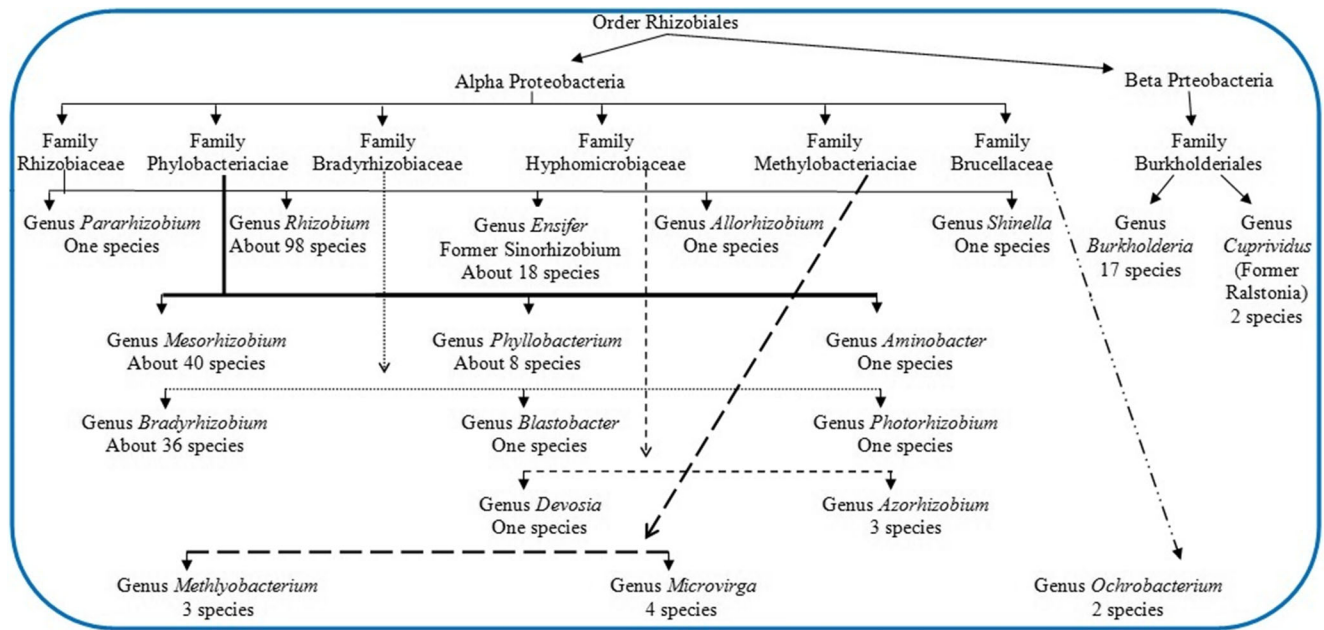 Order Rhizobiales
Alpha Proteobacteria
Beta Prteobacteria
Family
Rhizobiaceae
Family
Phylobacteriaciae
Family
Bradyrhizobiaceae
Family
Hyphomicrobiaceae
Family
Methylobacteriaciae
Family
Brucellaceae
Family
Burkholderiales
Genus Pararhizobium
One species
Genus Rhizobium
About 98 species
Genus Ensifer
Former Sinorhizobium
About 18 species
Genus Allorhizobium
One species
Genus Shinella
One species
Genus
Burkholderia
17 species
Genus
Cuprividus
(Former
Ralstonia)
2 species
Genus Mesorhizobium
About 40 species
Genus Phyllobacterium
About 8 species
Genus Aminobacter
One species
Genus Bradyrhizobium
About 36 species
Genus Blastobacter
One species
Genus Photorhizobium
One species
Genus Devosia
One species
Genus Azorhizobium
3 species
Genus Methlyobacterium
3 species
Genus Microvirga
4 species
Genus Ochrobacterium
2 species